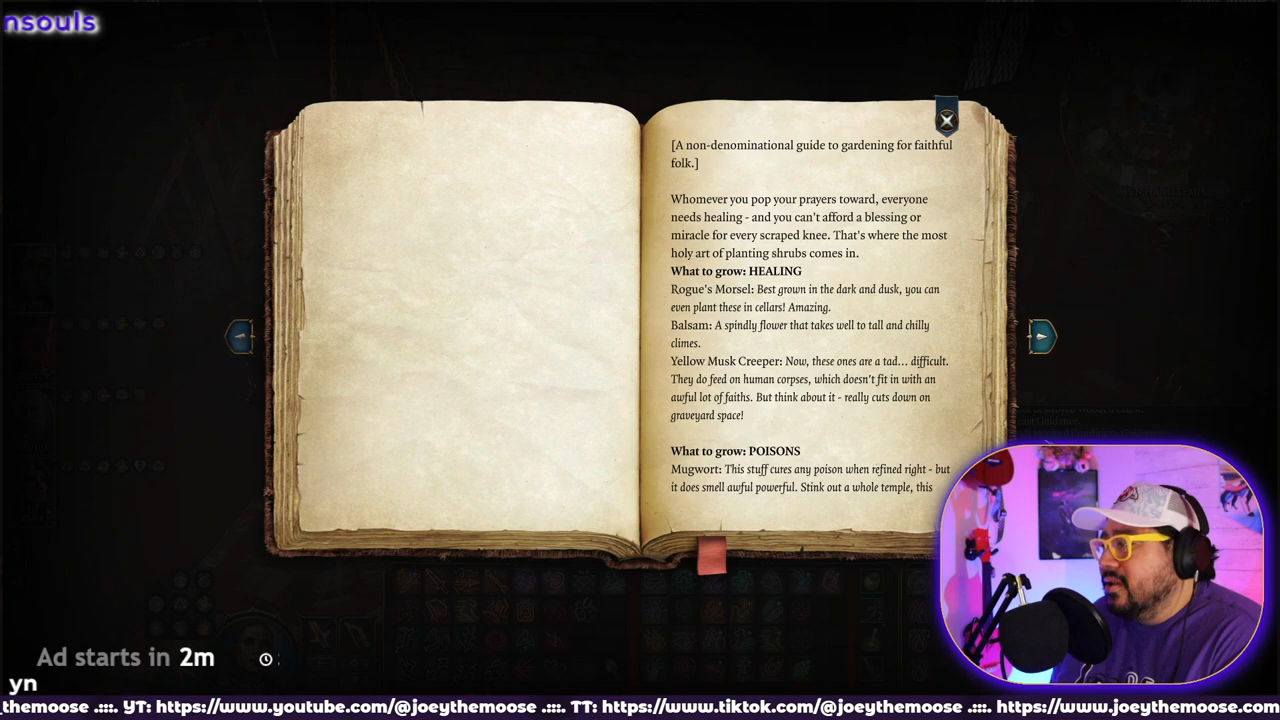 nsouls
[A non-denominational guide to gardening for faithful
folk.]
Whomever you pop your prayers toward, everyone
needs healing - and you can't afford a blessing or
miracle for every scraped knee. That's where the most
holy art of planting shrubs comes in.
What to grow: HEALING
Rogue's Morsel: Best grown in the dark and dusk, you can
even plant these in cellars! Amazing.
Balsam: A spindly flower that takes well to tall and chilly
climes.
Yellow Musk Creeper: Now, these ones are a tad... difficult.
They do feed on human corpses, which doesn't fit in with an
awful lot of faiths. But think about it - really cuts down on
graveyard space!
What to grow: POISONS
Mugwort: This stuff cures any poison when refined right - but
it does smell awful powerful. Stink out a whole temple, this
Ad starts in 2m
yn
_themoose .:::. YT: https://www.youtube.com/@joeythemoose .:::. TT: https://www.tiktok.com/@joeythemoose .:::. https://www.joeythemoose.com